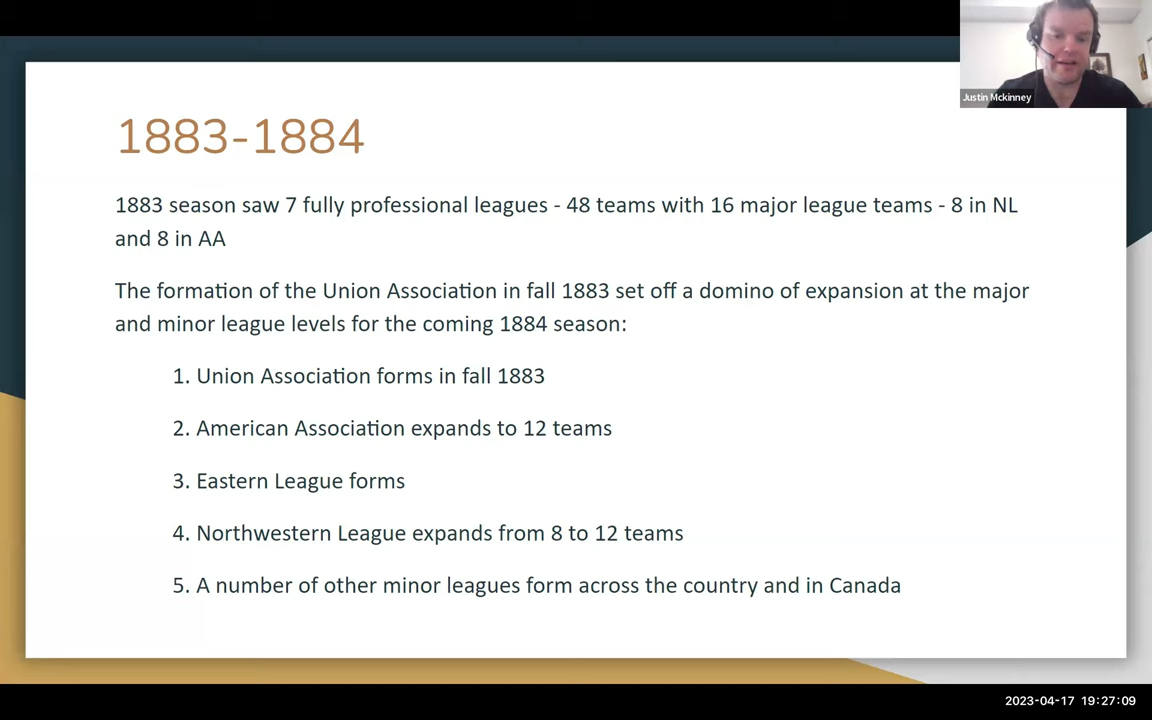 Justin Mckinney
1883-1884
1883 season saw 7 fully professional leagues - 48 teams with 16 major league teams - 8 in NL
and 8 in AA
The formation of the Union Association in fall 1883 set off a domino of expansion at the major
and minor league levels for the coming 1884 season:
1. Union Association forms in fall 1883
2. American Association expands to 12 teams
3. Eastern League forms
4. Northwestern League expands from 8 to 12 teams
5. A number of other minor leagues form across the country and in Canada
2023-04-17 19:27:09